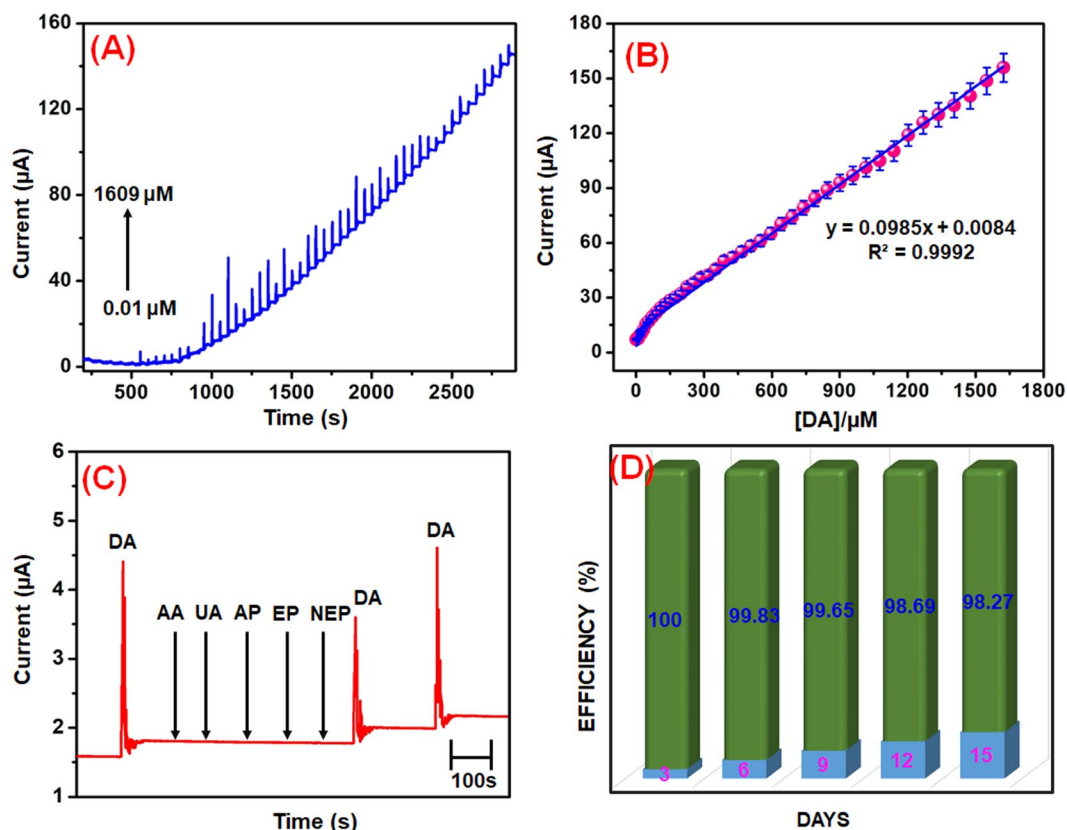 (A)
160
120
80
40
0
Current (µA)
1609 µM
0.01 µM
500 1000 1500 2000 2500
Time (s)
(B)
180
150
120
90
60
30
0
Current (µA)
y = 0.0985x + 0.0084
R² = 0.9992
0 300 600 900 1200 1500 1800
[DA]/µM
(C)
6
5
4
3
2
1
Current (µA)
DA
AA UA AP EP NEP
DA
DA
100s
Time (s)
(D)
EFFICIENCY (%)
100 99.83 99.65 98.69 98.27
3 6 9 12 15
DAYS